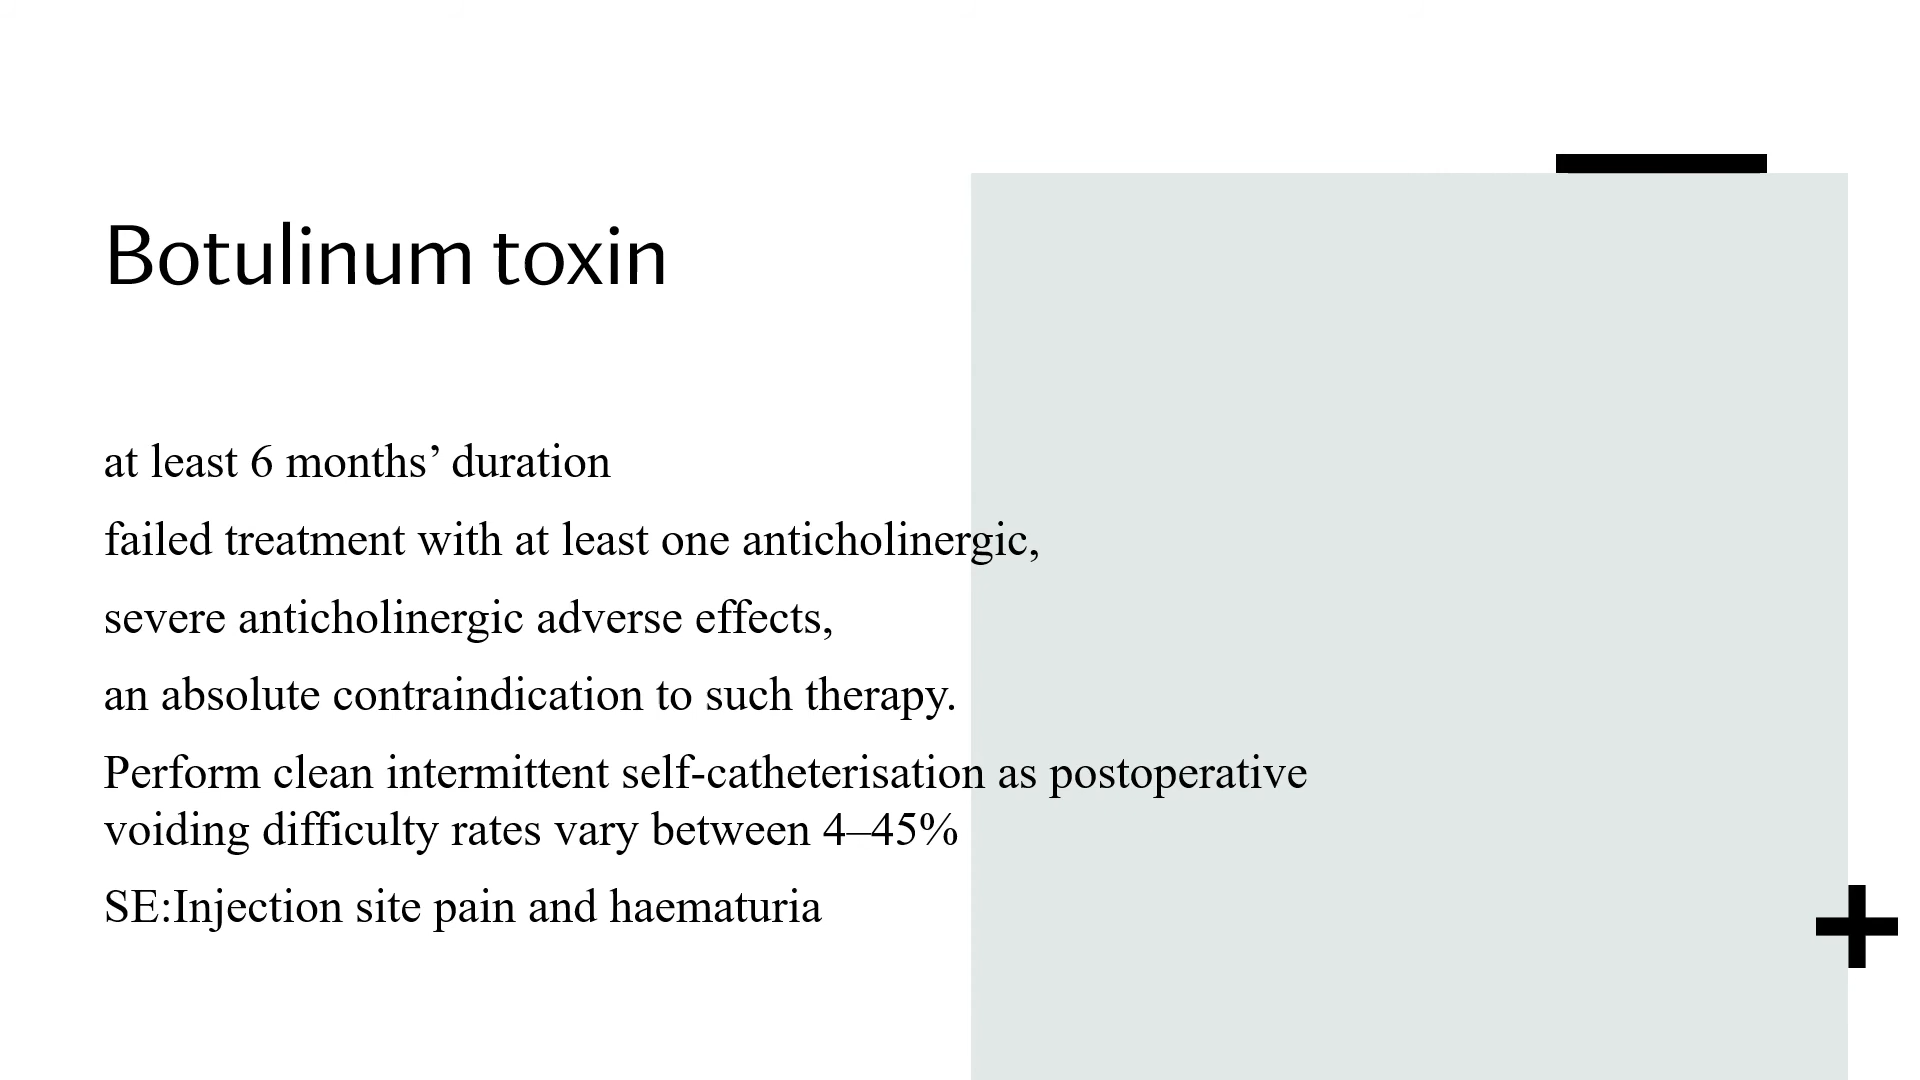 Botulinum toxin
at least 6 months’ duration
failed treatment with at least one anticholinergic,
severe anticholinergic adverse effects,
an absolute contraindication to such therapy.
Perform clean intermittent self-catheterisation as postoperative
voiding difficulty rates vary between 4–45%
SE:Injection site pain and haematuria